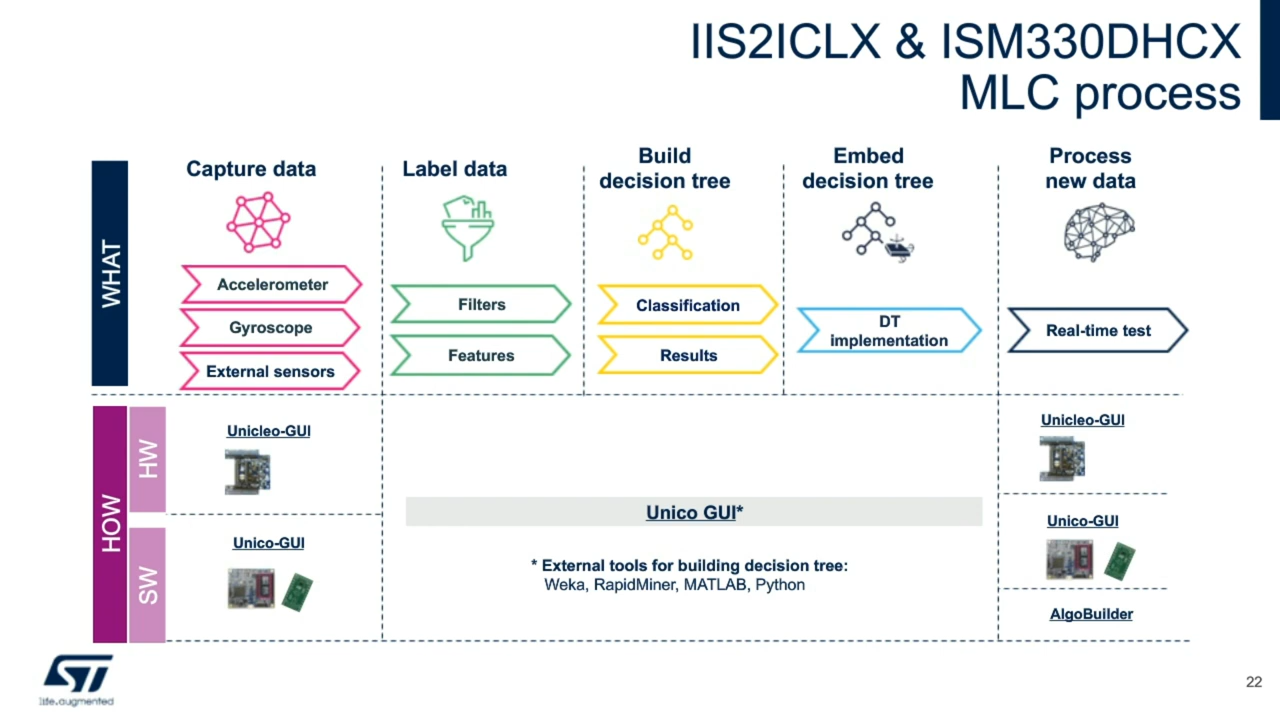 IIS2ICLX & ISM330DHCX
MLC process
WHAT
Capture data
Accelerometer
Gyroscope
External sensors
Label data
Filters
Features
Build
decision tree
Classification
Results
Embed
decision tree
DT
implementation
Process
new data
Real-time test
HOW
HW
SW
Unicleo-GUI
Unico-GUI
Unico GUI*
* External tools for building decision tree:
Weka, RapidMiner, MATLAB, Python
Unicleo-GUI
Unico-GUI
AlgoBuilder
ST
life.augmented
22